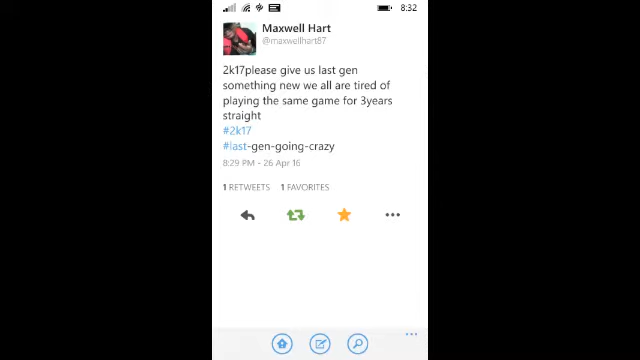 8:32
Maxwell Hart
@maxwellhart87
2k17please give us last gen
something new we all are tired of
playing the same game for 3years
straight
#2k17
#last-gen-going-crazy
8:29 PM - 26 Apr 16
1 RETWEETS 1 FAVORITES